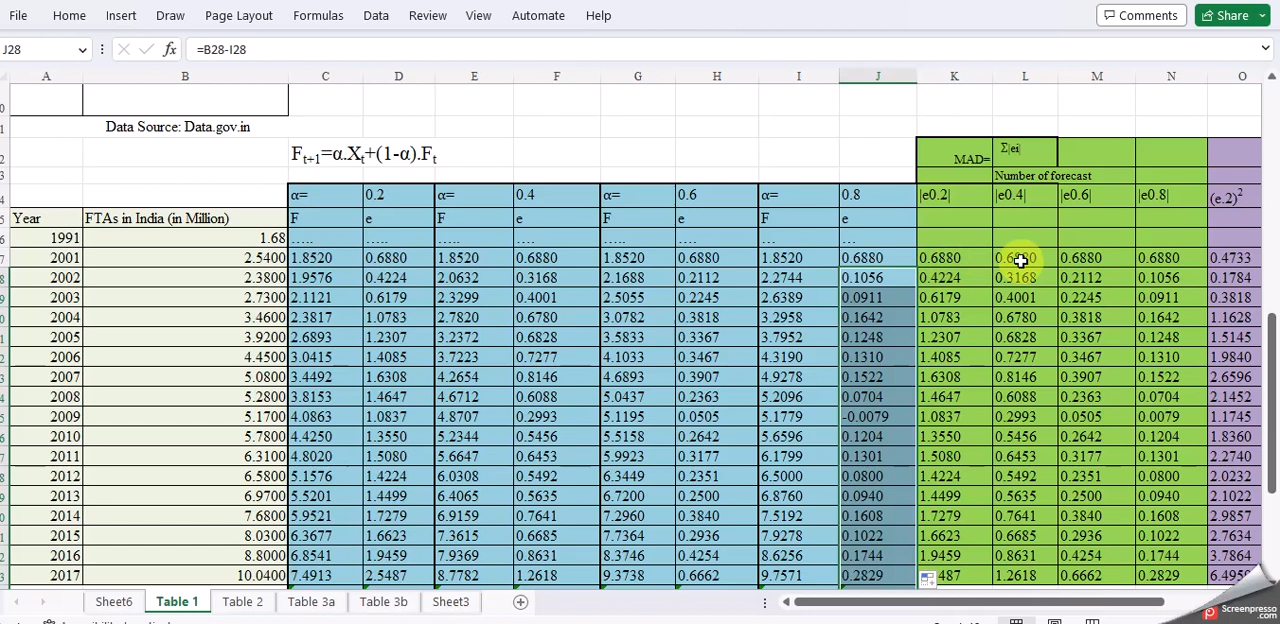 File Home Insert Draw Page Layout Formulas Data Review View Automate Help Comments Share
J28 fx =B28-I28
A B C D E F G H I J K L M N O
Data Source: Data.gov.in
Ft+1=α.Xt+(1-α).Ft
MAD= Σ|ei|
Number of forecast
α= 0.2 α= 0.4 α= 0.6 α= 0.8 |e0.2| |e0.4| |e0.6| |e0.8| (e.2)2
Year FTAs in India (in Million) F e F e F e F e
1991 1.68 ..... ..... ..... .... ..... .... .... ...
2001 2.5400 1.8520 0.6880 1.8520 0.6880 1.8520 0.6880 1.8520 0.6880 0.6880 0.6880 0.6880 0.4733
2002 2.3800 1.9576 0.4224 2.0632 0.3168 2.1688 0.2112 2.2744 0.1056 0.4224 0.3168 0.2112 0.1056 0.1784
2003 2.7300 2.1121 0.6179 2.3299 0.4001 2.5055 0.2245 2.6389 0.0911 0.6179 0.4001 0.2245 0.0911 0.3818
2004 3.4600 2.3817 1.0783 2.7820 0.6780 3.0782 0.3818 3.2958 0.1642 1.0783 0.6780 0.3818 0.1642 1.1628
2005 3.9200 2.6893 1.2307 3.2372 0.6828 3.5833 0.3367 3.7952 0.1248 1.2307 0.6828 0.3367 0.1248 1.5145
2006 4.4500 3.0415 1.4085 3.7223 0.7277 4.1033 0.3467 4.3190 0.1310 1.4085 0.7277 0.3467 0.1310 1.9840
2007 5.0800 3.4492 1.6308 4.2654 0.8146 4.6893 0.3907 4.9278 0.1522 1.6308 0.8146 0.3907 0.1522 2.6596
2008 5.2800 3.8153 1.4647 4.6712 0.6088 5.0437 0.2363 5.2096 0.0704 1.4647 0.6088 0.2363 0.0704 2.1452
2009 5.1700 4.0863 1.0837 4.8707 0.2993 5.1195 0.0505 5.1779 -0.0079 1.0837 0.2993 0.0505 0.0079 1.1745
2010 5.7800 4.4250 1.3550 5.2344 0.5456 5.5158 0.2642 5.6596 0.1204 1.3550 0.5456 0.2642 0.1204 1.8360
2011 6.3100 4.8020 1.5080 5.6647 0.6453 5.9923 0.3177 6.1799 0.1301 1.5080 0.6453 0.3177 0.1301 2.2740
2012 6.5800 5.1576 1.4224 6.0308 0.5492 6.3449 0.2351 6.5000 0.0800 1.4224 0.5492 0.2351 0.0800 2.0232
2013 6.9700 5.5201 1.4499 6.4065 0.5635 6.7200 0.2500 6.8760 0.0940 1.4499 0.5635 0.2500 0.0940 2.1022
2014 7.6800 5.9521 1.7279 6.9159 0.7641 7.2960 0.3840 7.5192 0.1608 1.7279 0.7641 0.3840 0.1608 2.9857
2015 8.0300 6.3677 1.6623 7.3615 0.6685 7.7364 0.2936 7.9278 0.1022 1.6623 0.6685 0.2936 0.1022 2.7634
2016 8.8000 6.8541 1.9459 7.9369 0.8631 8.3746 0.4254 8.6256 0.1744 1.9459 0.8631 0.4254 0.1744 3.7864
2017 10.0400 7.4913 2.5487 8.7782 1.2618 9.3738 0.6662 9.7571 0.2829 487 1.2618 0.6662 0.2829
Sheet6 Table 1 Table 2 Table 3a Table 3b Sheet3
Screenpresso.com